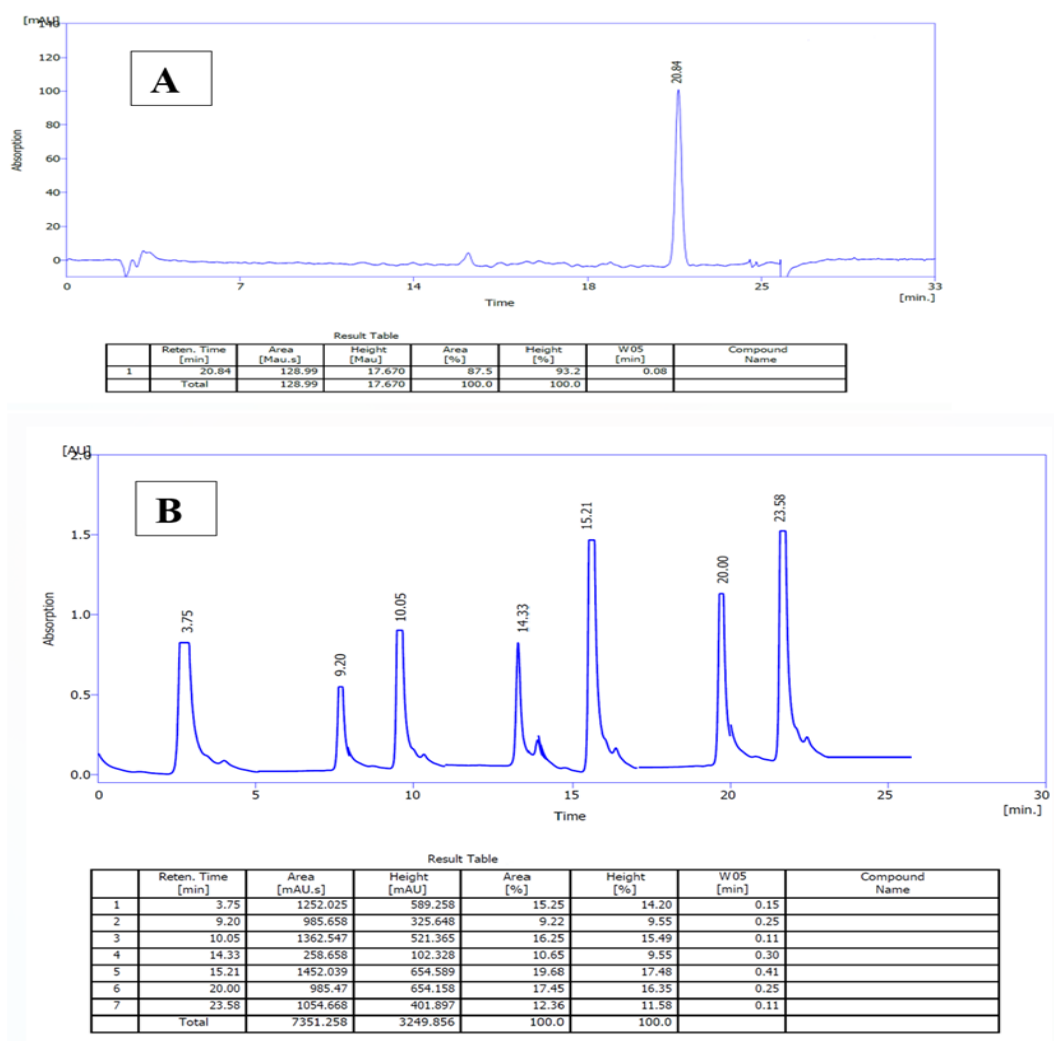 [mAU]
140
120
100
80
60
40
20
0
Absorption
A
20.84
0 7 14 18 25 33
Time
[min.]
Result Table
Reten. Time [min] Area [Mau.s] Height [Mau] Area [%] Height [%] W05 [min] Compound Name
1 20.84 128.99 17.670 87.5 93.2 0.08
Total 128.99 17.670 100.0 100.0
[AU]
2.0
1.5
1.0
0.5
0.0
Absorption
B
3.75
9.20
10.05
14.33
15.21
20.00
23.58
0 5 10 15 20 25 30
Time
[min.]
Result Table
Reten. Time [min] Area [mAU.s] Height [mAU] Area [%] Height [%] W05 [min] Compound Name
1 3.75 1252.025 589.258 15.25 14.20 0.15
2 9.20 985.658 325.648 9.22 9.55 0.25
3 10.05 1362.547 521.365 16.25 15.49 0.11
4 14.33 258.658 102.328 10.65 9.55 0.30
5 15.21 1452.039 654.589 19.68 17.48 0.41
6 20.00 985.47 654.158 17.45 16.35 0.25
7 23.58 1054.668 401.897 12.36 11.58 0.11
Total 7351.258 3249.856 100.0 100.0